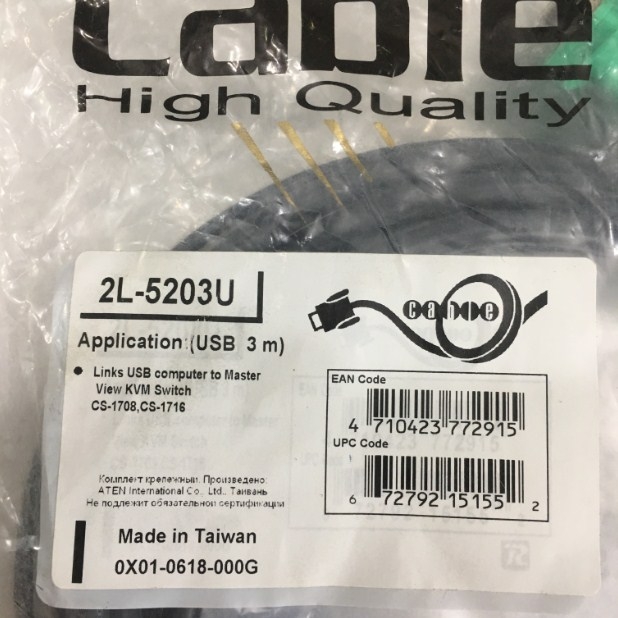 Cable
High Quality
2L-5203U
Application:(USB 3 m)
● Links USB computer to Master
View KVM Switch
CS-1708,CS-1716
cable
EAN Code
4 710423 772915
UPC Code
6 72792 15155 2
Комплект крепежный. Произведено:
ATEN International Co., Ltd., Тайвань
Не подлежит обязательной сертификации
Made in Taiwan
0X01-0618-000G